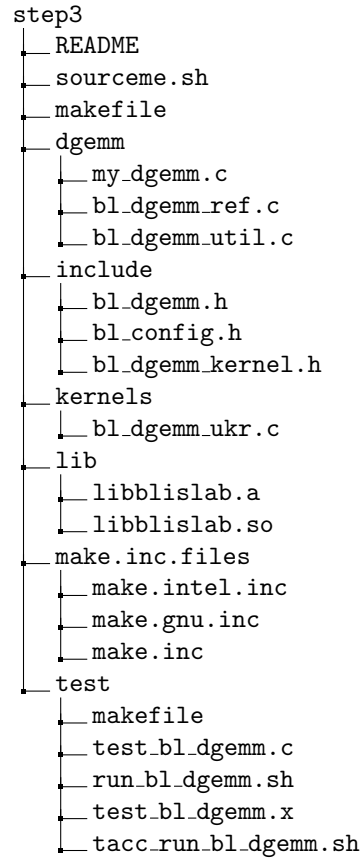 step3
README
sourceme.sh
makefile
dgemm
my_dgemm.c
bl_dgemm_ref.c
bl_dgemm_util.c
include
bl_dgemm.h
bl_config.h
bl_dgemm_kernel.h
kernels
bl_dgemm_ukr.c
lib
libblislab.a
libblislab.so
make.inc.files
make.intel.inc
make.gnu.inc
make.inc
test
makefile
test_bl_dgemm.c
run_bl_dgemm.sh
test_bl_dgemm.x
tacc_run_bl_dgemm.sh